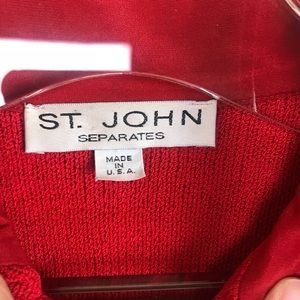 ST. JOHN
SEPARATES
MADE
IN
U.S.A.